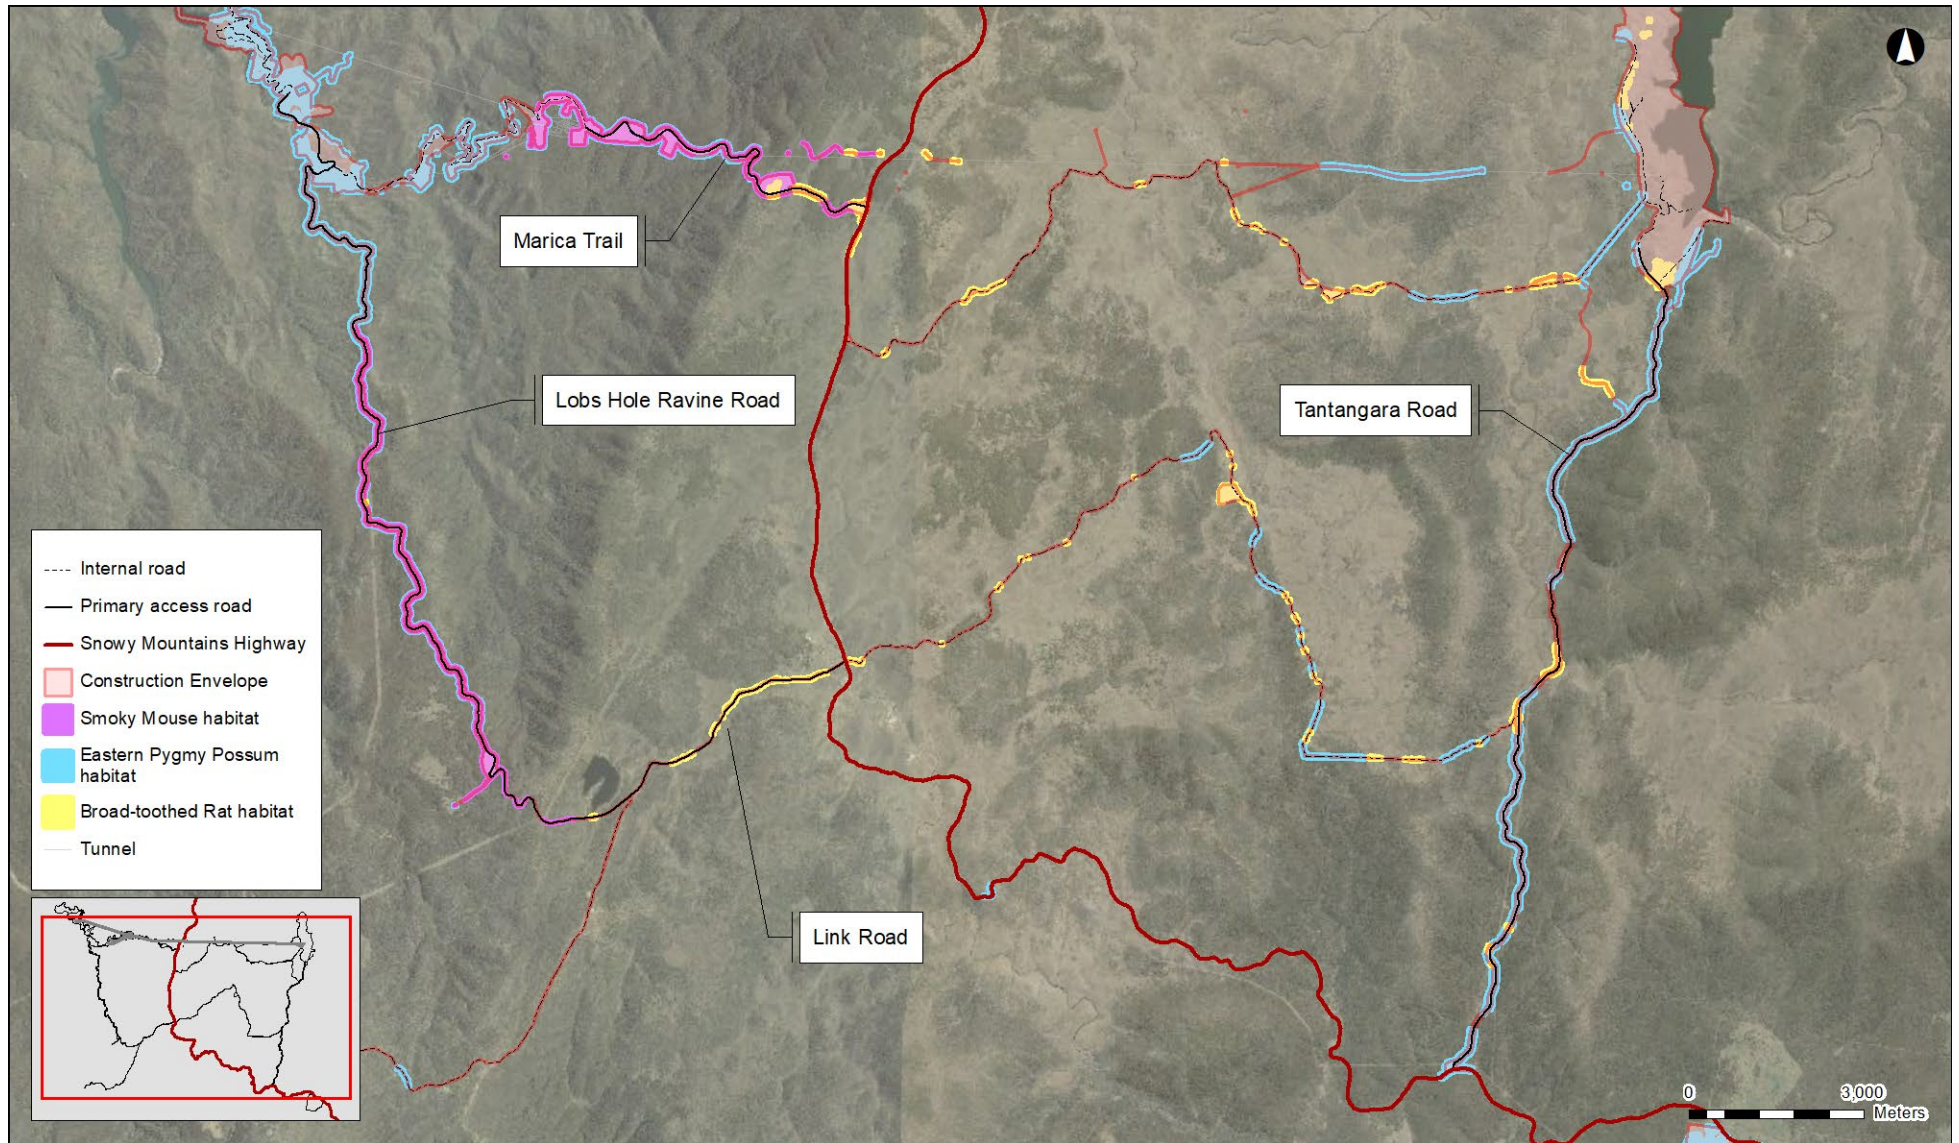 Marica Trail
Lobs Hole Ravine Road
Tantangara Road
Link Road
Internal road
Primary access road
Snowy Mountains Highway
Construction Envelope
Smoky Mouse habitat
Eastern Pygmy Possum
habitat
Broad-toothed Rat habitat
Tunnel
0 3,000
Meters